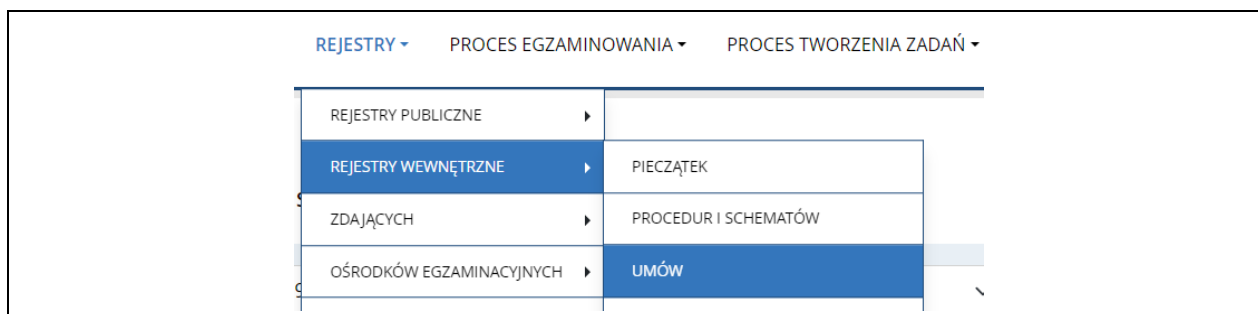 REJESTRY PROCES EGZAMINOWANIA PROCES TWORZENIA ZADAŃ
REJESTRY PUBLICZNE
REJESTRY WEWNĘTRZNE PIECZĄTEK
ZDAJĄCYCH PROCEDUR I SCHEMATÓW
OŚRODKÓW EGZAMINACYJNYCH UMÓW